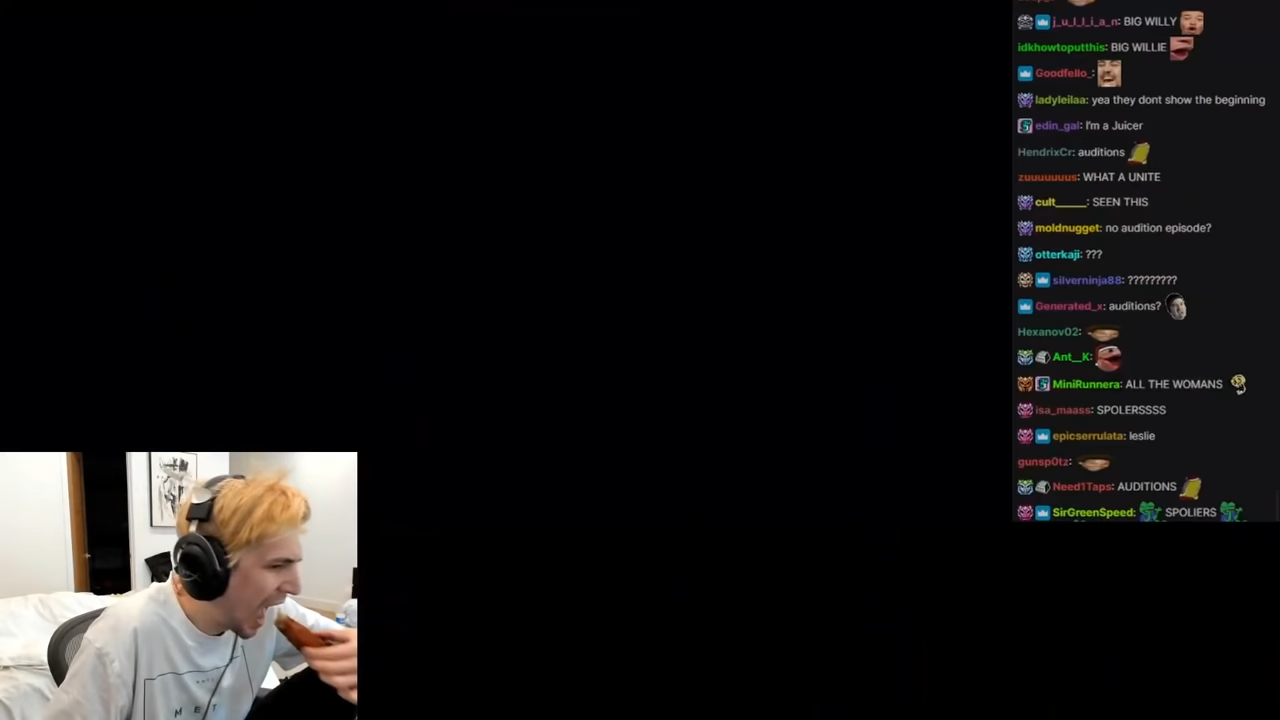 j_u_l_l_i_a_n: BIG WILLY
idkhowtoputthis: BIG WILLIE
Goodfello_:
ladyleilaa: yea they dont show the beginning
edin_gal: I'm a Juicer
HendrixCr: auditions
zuuuuuuus: WHAT A UNITE
cult_____: SEEN THIS
moldnugget: no audition episode?
otterkaji: ???
silverninja88: ?????????
Generated_x: auditions?
Hexanov02:
Ant__K:
MiniRunnera: ALL THE WOMANS
isa_maass: SPOLERSSSS
epicserrulata: leslie
gunsp0tz:
Need1Taps: AUDITIONS
SirGreenSpeed: SPOLIERS
MET